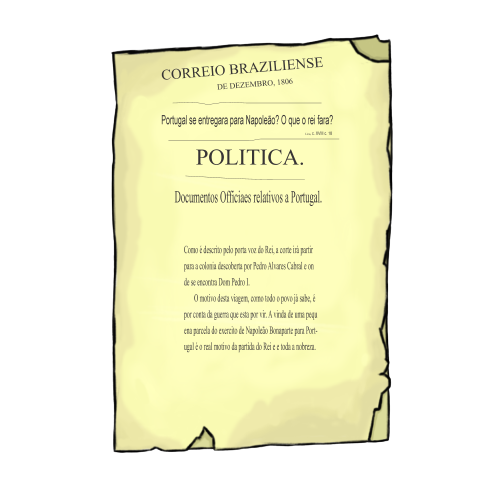 CORREIO BRAZILIENSE
DE DEZEMBRO, 1806
Portugal se entregara para Napoleão? O que o rei fara?
POLITICA.
Documentos Officiaes relativos a Portugal.
Como é descrito pelo porta voz do Rei, a corte irá partir
para a colonia descoberta por Pedro Alvares Cabral e on
de se encontra Dom Pedro I.
O motivo desta viagem, como todo o povo já sabe, é
por conta da guerra que esta por vir. A vinda de uma pequ
ena parcela do exercito de Napoleão Bonaparte para Port-
ugal é o real motivo da partida do Rei e e toda a nobreza.